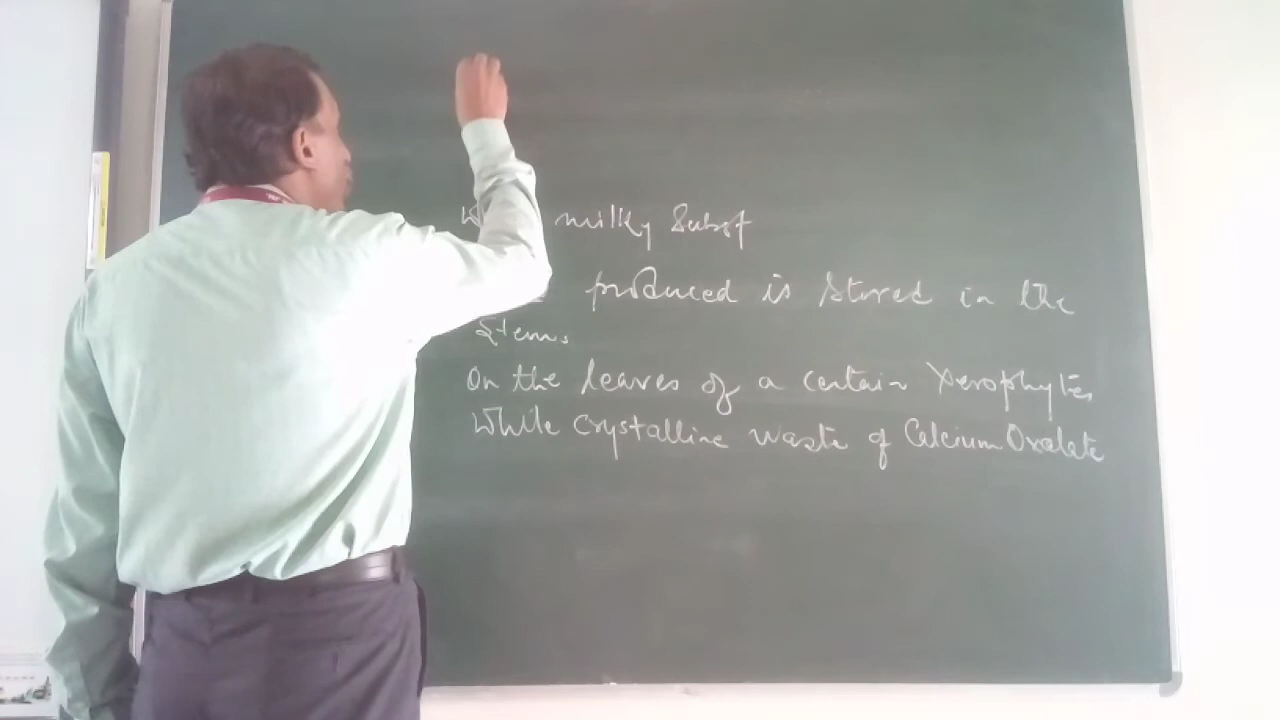 milky Subst
produced is stored in the
Stems
On the leaves of a certain Xerophytes
While crystalline waste of Calcium Oxalate